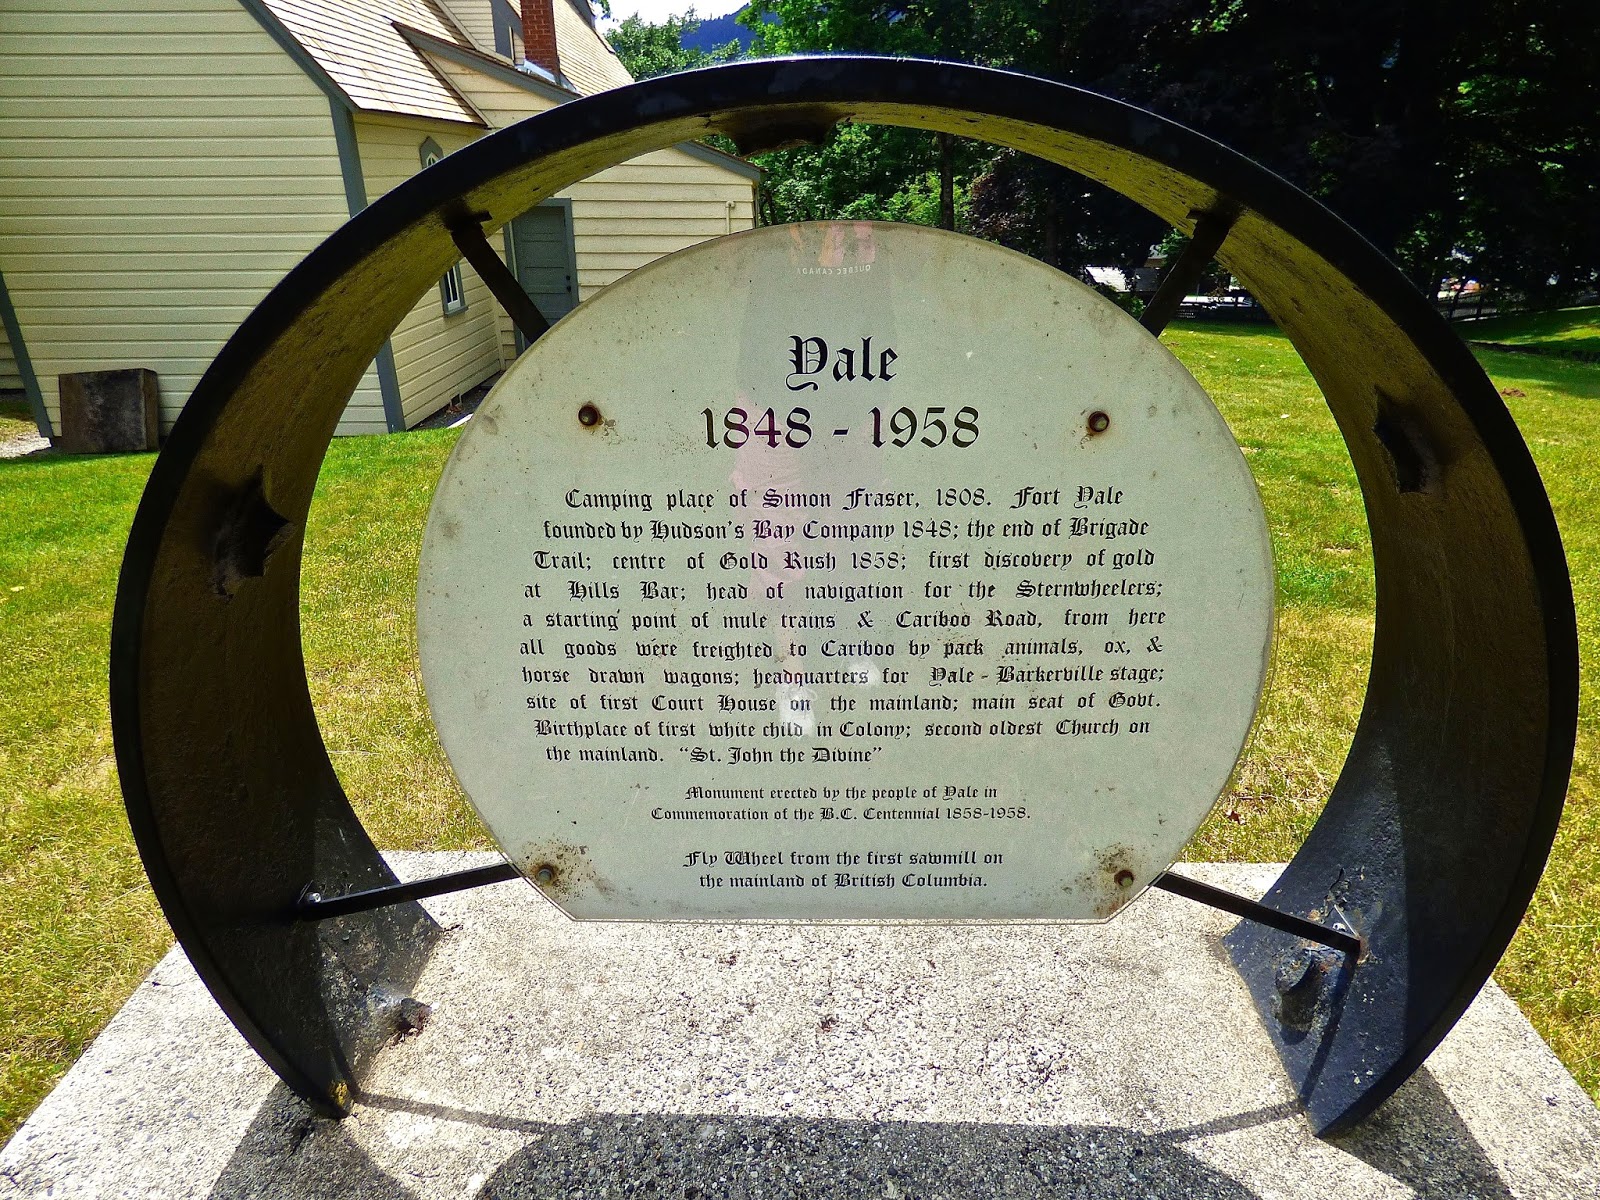 QUEBEC CANADA
Yale
1848 - 1958
Camping place of Simon Fraser, 1808. Fort Yale
founded by Hudson's Bay Company 1848; the end of Brigade
Trail; centre of Gold Rush 1858; first discovery of gold
at Hills Bar; head of navigation for the Sternwheelers;
a starting point of mule trains & Cariboo Road, from here
all goods were freighted to Cariboo by pack animals, ox, &
horse drawn wagons; headquarters for Yale - Barkerville stage;
site of first Court House on the mainland; main seat of Govt.
Birthplace of first white child in Colony; second oldest Church on
the mainland. "St. John the Divine"
Monument erected by the people of Yale in
Commemoration of the B.C. Centennial 1858-1958.
Fly Wheel from the first sawmill on
the mainland of British Columbia.